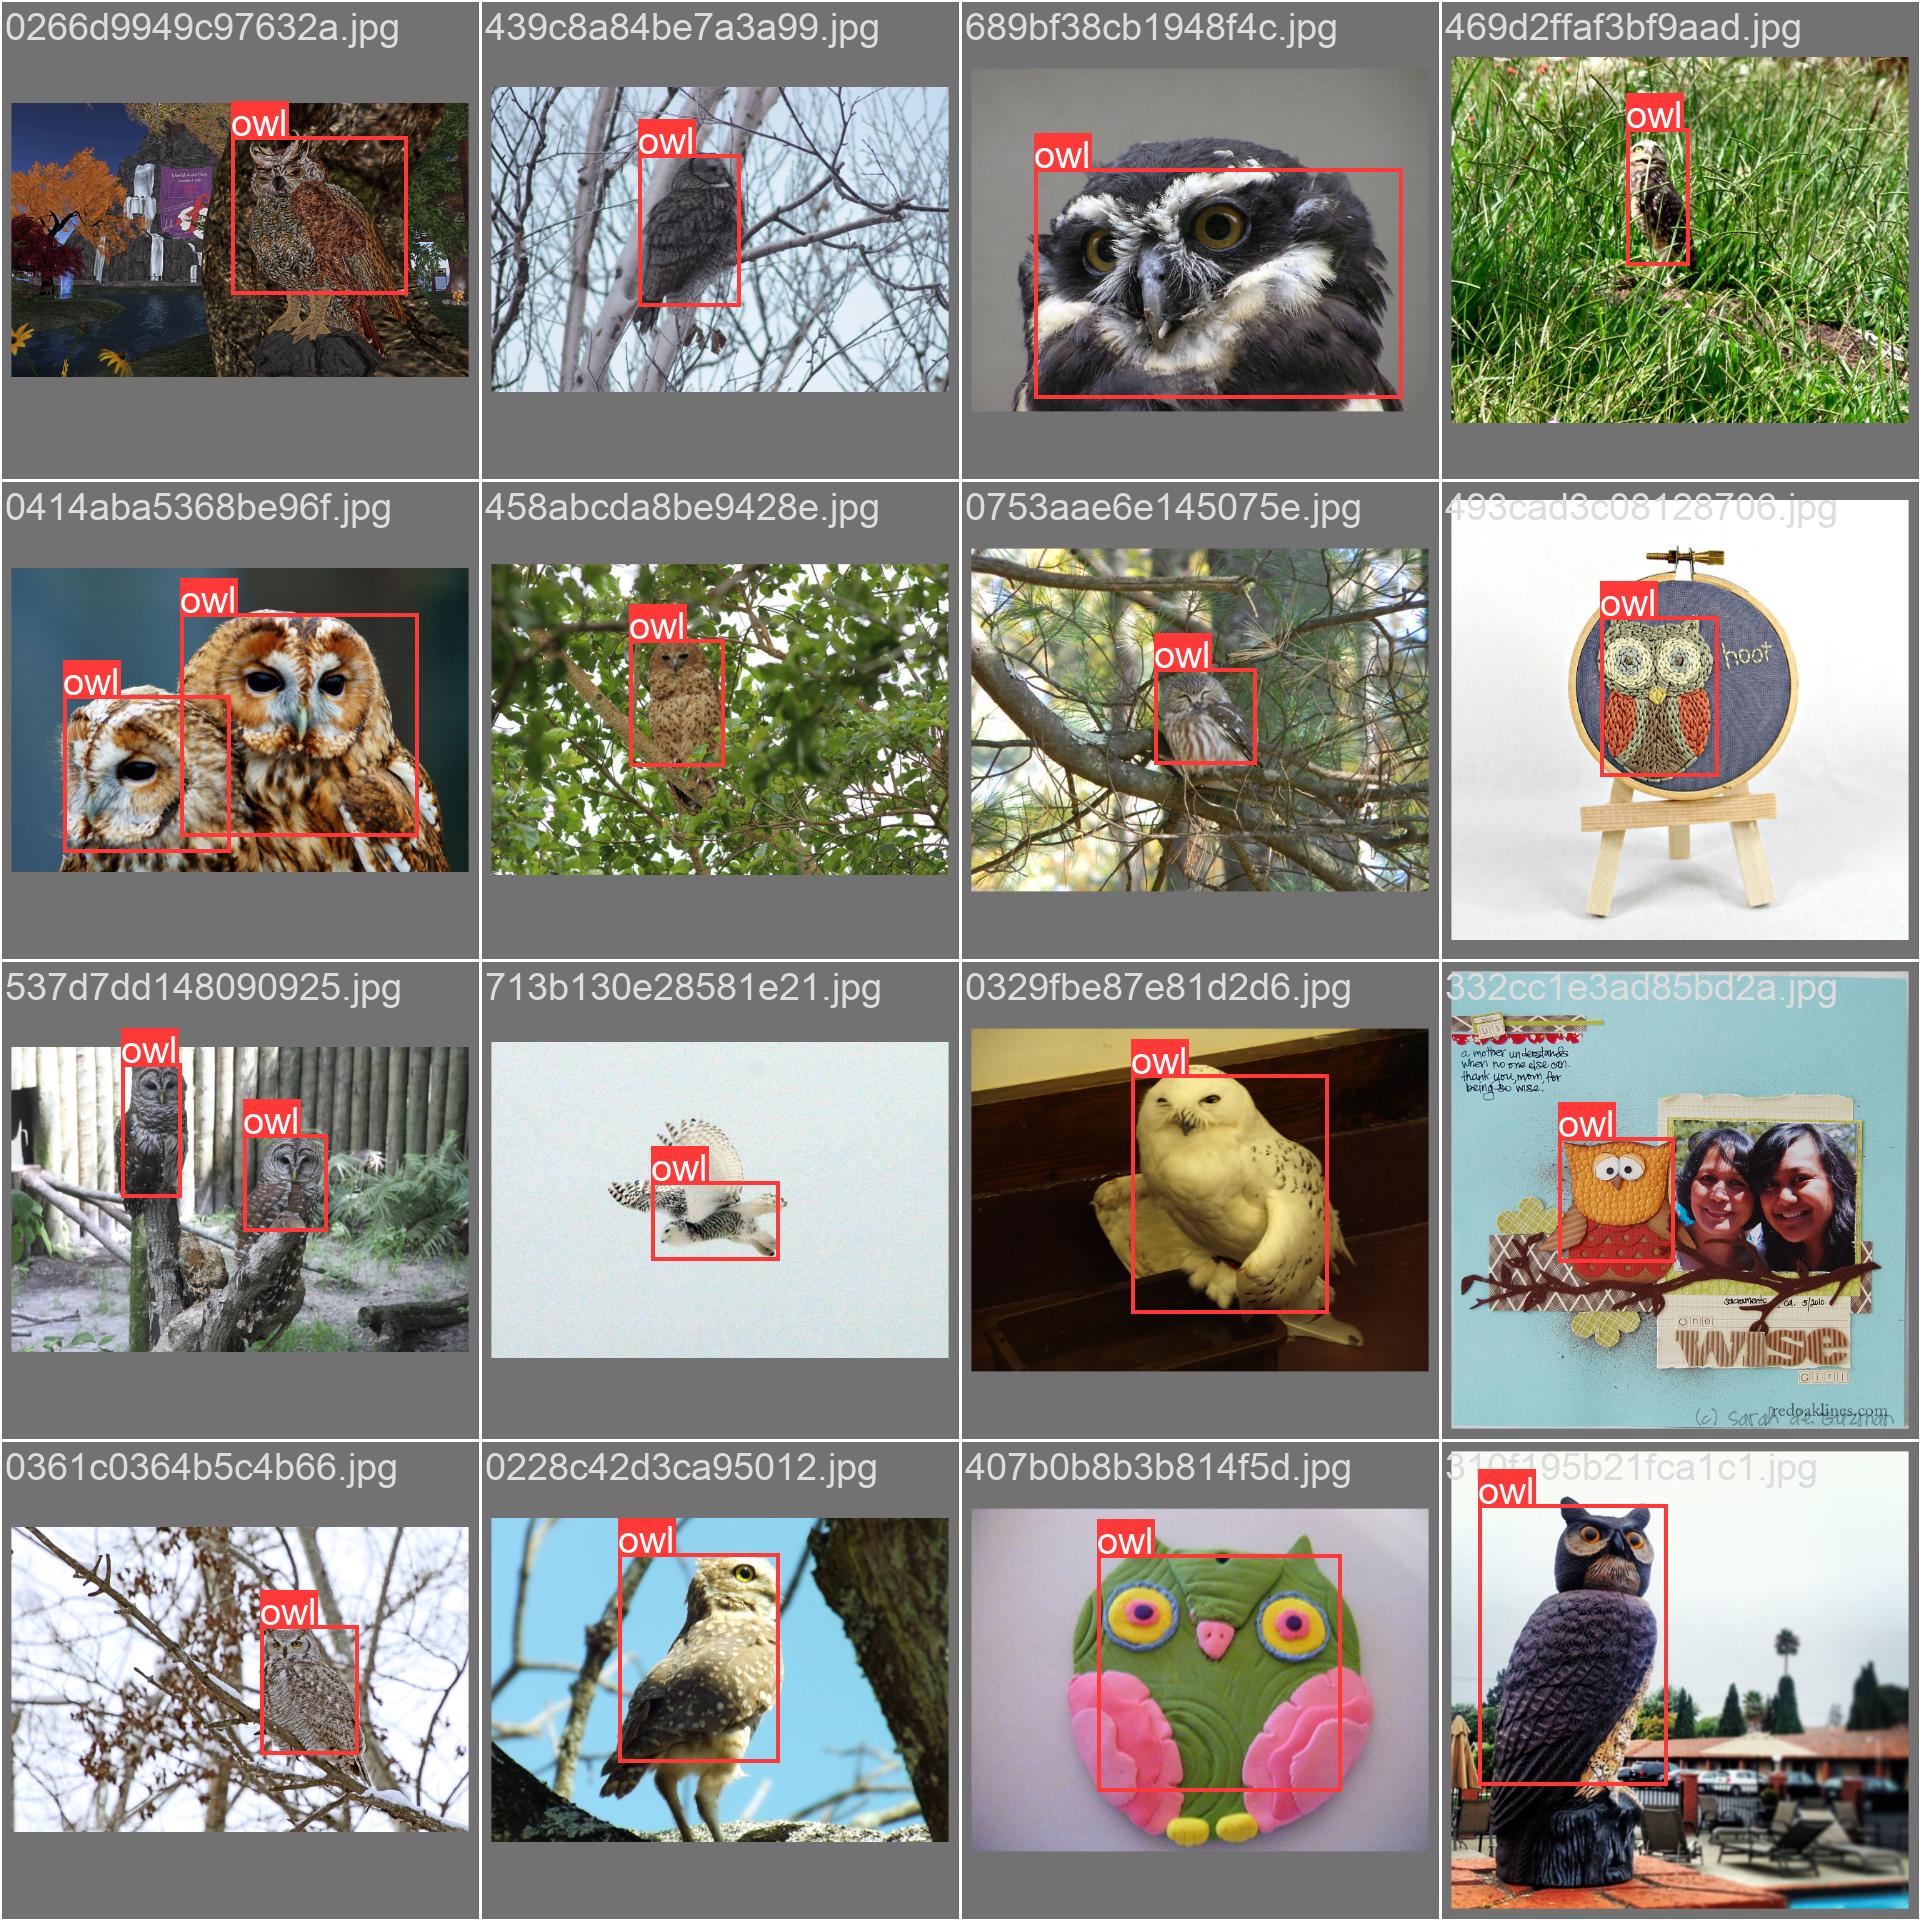 0266d9949c97632a.jpg
439c8a84be7a3a99.jpg
689bf38cb1948f4c.jpg
469d2ffaf3bf9aad.jpg
owl
owl
owl
owl
0414aba5368be96f.jpg
458abcda8be9428e.jpg
0753aae6e145075e.jpg
493cad3c08128706.jpg
owl
owl
owl
owl
owl
hoot
537d7dd148090925.jpg
713b130e28581e21.jpg
0329fbe87e81d2d6.jpg
332cc1e3ad85bd2a.jpg
owl
owl
owl
owl
owl
us
a mother understands
when no one else can.
thank you, mom, for
being so wise.
sacramento, ca. 5/2010
one
wise
Girl
redoaklines.com
(c) Sarah de Guzman
0361c0364b5c4b66.jpg
0228c42d3ca95012.jpg
407b0b8b3b814f5d.jpg
310f195b21fca1c1.jpg
owl
owl
owl
owl